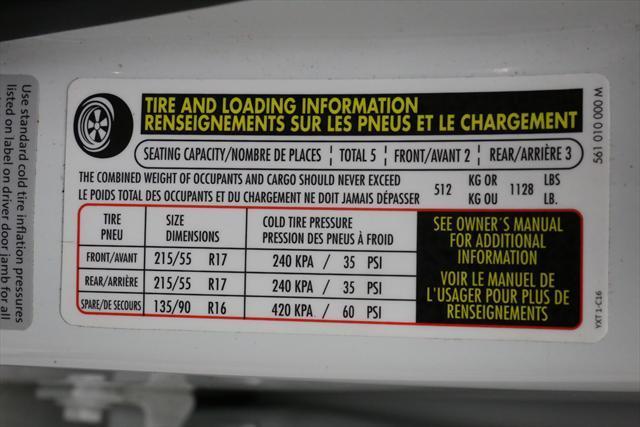 Use standard cold tire inflation pressures
listed on label on driver door jamb for all
TIRE AND LOADING INFORMATION
RENSEIGNEMENTS SUR LES PNEUS ET LE CHARGEMENT
SEATING CAPACITY/NOMBRE DE PLACES ¦ TOTAL 5 ¦ FRONT/AVANT 2 ¦ REAR/ARRIÈRE 3
THE COMBINED WEIGHT OF OCCUPANTS AND CARGO SHOULD NEVER EXCEED
LE POIDS TOTAL DES OCCUPANTS ET DU CHARGEMENT NE DOIT JAMAIS DÉPASSER
512 KG OR 1128 LBS
KG OU LB.
TIRE
PNEU
SIZE
DIMENSIONS
COLD TIRE PRESSURE
PRESSION DES PNEUS À FROID
FRONT/AVANT 215/55 R17 240 KPA / 35 PSI
REAR/ARRIÈRE 215/55 R17 240 KPA / 35 PSI
SPARE/DE SECOURS 135/90 R16 420 KPA / 60 PSI
SEE OWNER´S MANUAL
FOR ADDITIONAL
INFORMATION
VOIR LE MANUEL DE
L'USAGER POUR PLUS DE
RENSEIGNEMENTS
561 010 000 M
YXT 1-C16